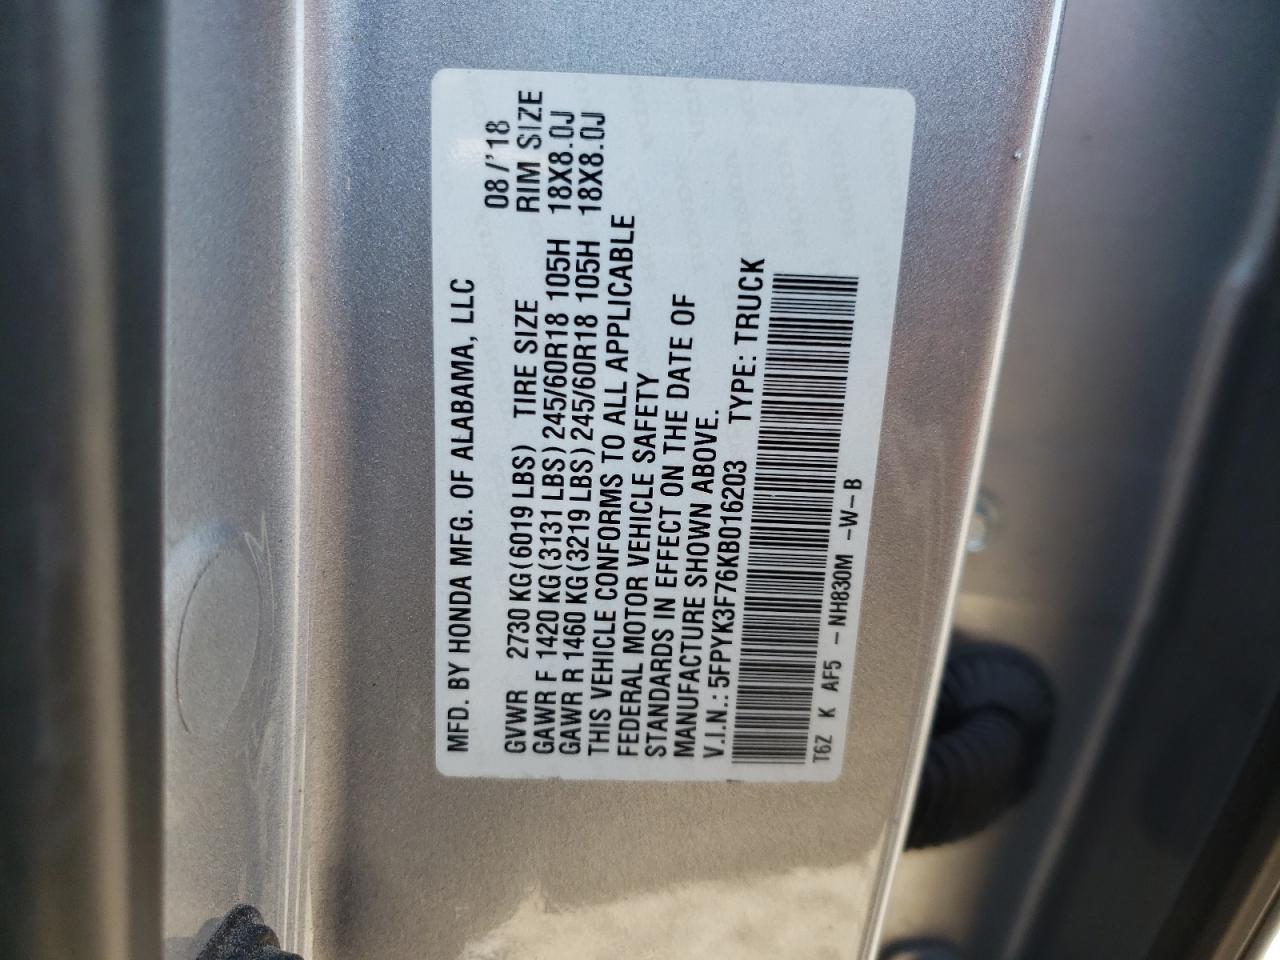 MFD. BY HONDA MFG. OF ALABAMA, LLC 08/'18
GVWR 2730 KG(6019 LBS) TIRE SIZE RIM SIZE
GAWR F 1420 KG(3131 LBS)245/60R18 105H 18X8.0J
GAWR R1460 KG(3219 LBS)245/60R18 105H 18X8.0J
THIS VEHICLE CONFORMS TO ALL APPLICABLE
FEDERAL MOTOR VEHICLE SAFETY
STANDARDS IN EFFECT ON THE DATE OF
MANUFACTURE SHOWN ABOVE.
V.I.N.: 5FPYK3F76KB016203 TYPE: TRUCK
T6Z K AF5 -NH830M -W-B